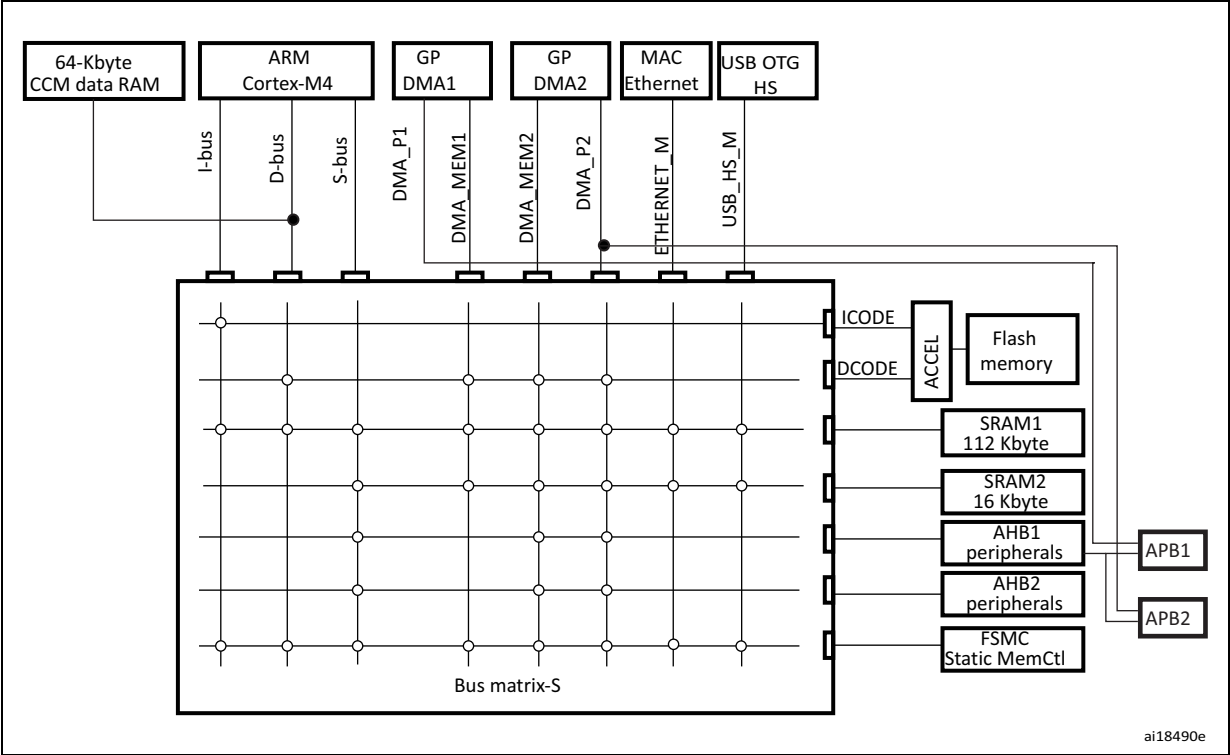 64-Kbyte
CCM data RAM
ARM
Cortex-M4
GP
DMA1
GP
DMA2
MAC
Ethernet
USB OTG
HS
I-bus
D-bus
S-bus
DMA_P1
DMA_MEM1
DMA_MEM2
DMA_P2
ETHERNET_M
USB_HS_M
ICODE
DCODE
ACCEL
Flash
memory
SRAM1
112 Kbyte
SRAM2
16 Kbyte
AHB1
peripherals
APB1
AHB2
peripherals
APB2
FSMC
Static MemCtl
Bus matrix-S
ai18490e